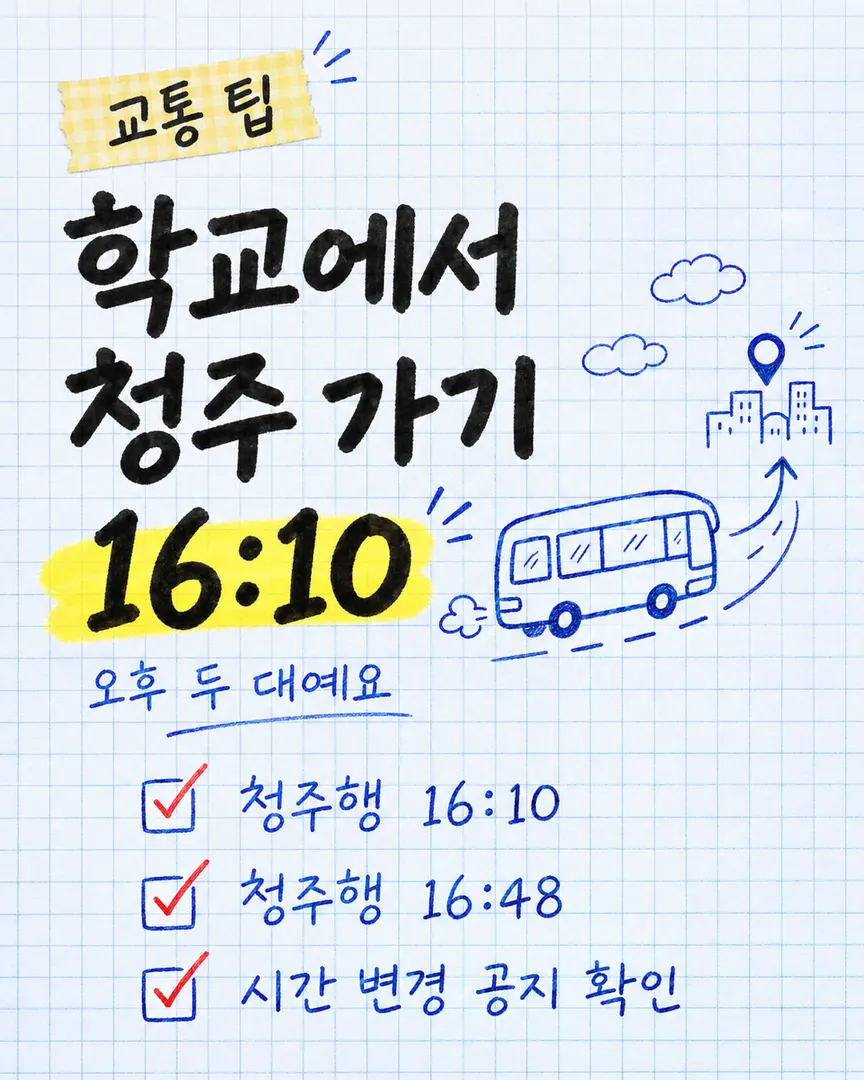 교통 팁
학교에서
청주 가기
16:10
오후 두 대예요
청주행 16:10
청주행 16:48
시간 변경 공지 확인